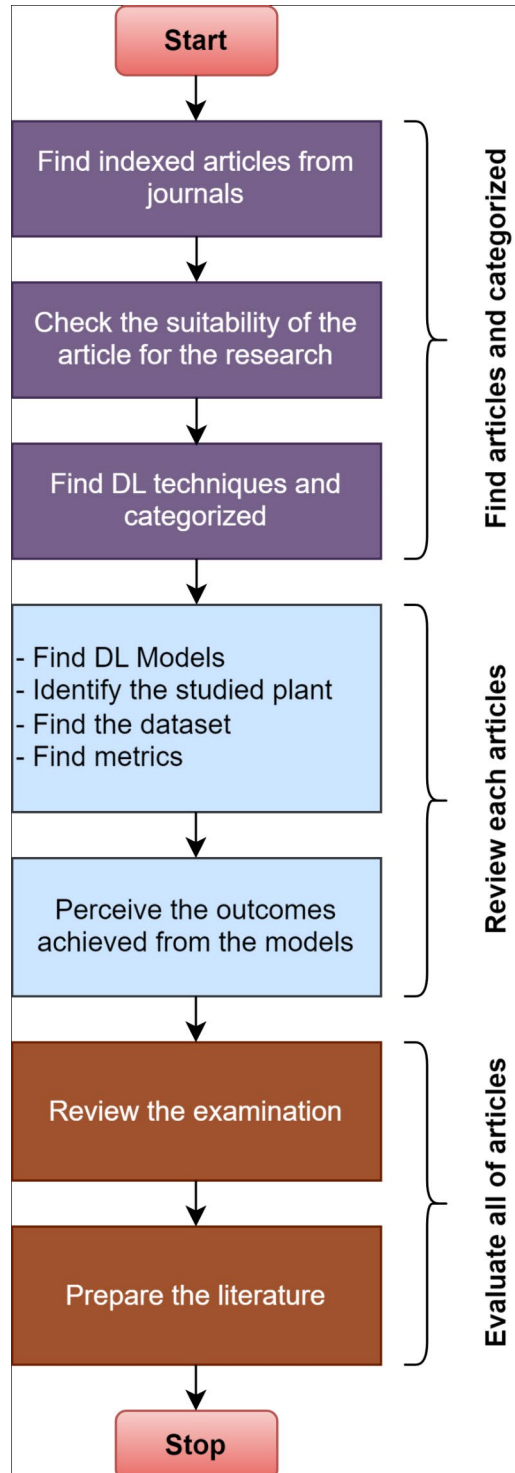 Start
Find indexed articles from
journals
Check the suitability of the
article for the research
Find DL techniques and
categorized
Find articles and categorized
- Find DL Models
- Identify the studied plant
- Find the dataset
- Find metrics
Perceive the outcomes
achieved from the models
Review each articles
Review the examination
Prepare the literature
Evaluate all of articles
Stop